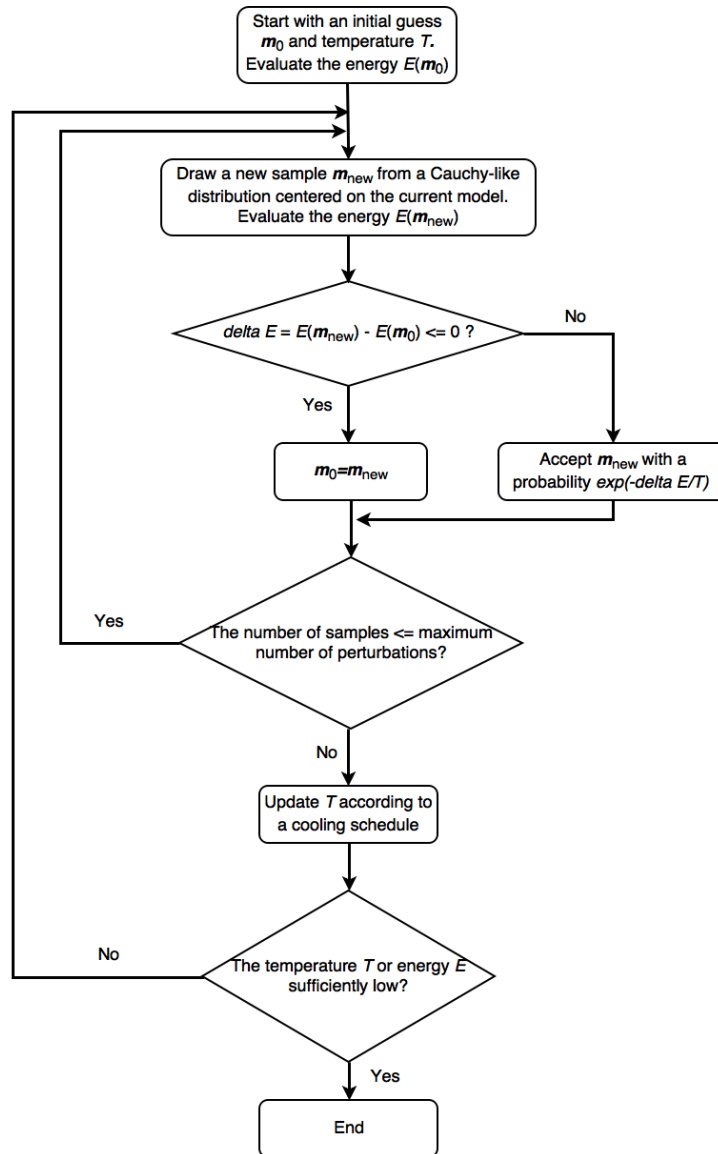 Start with an initial guess
m0 and temperature T.
Evaluate the energy E(m0)
Draw a new sample mnew from a Cauchy-like
distribution centered on the current model.
Evaluate the energy E(mnew)
delta E = E(mnew) - E(m0) <= 0 ?
No
Yes
m0=mnew
Accept mnew with a
probability exp(-delta E/T)
Yes
The number of samples <= maximum
number of perturbations?
No
Update T according to
a cooling schedule
No
The temperature T or energy E
sufficiently low?
Yes
End